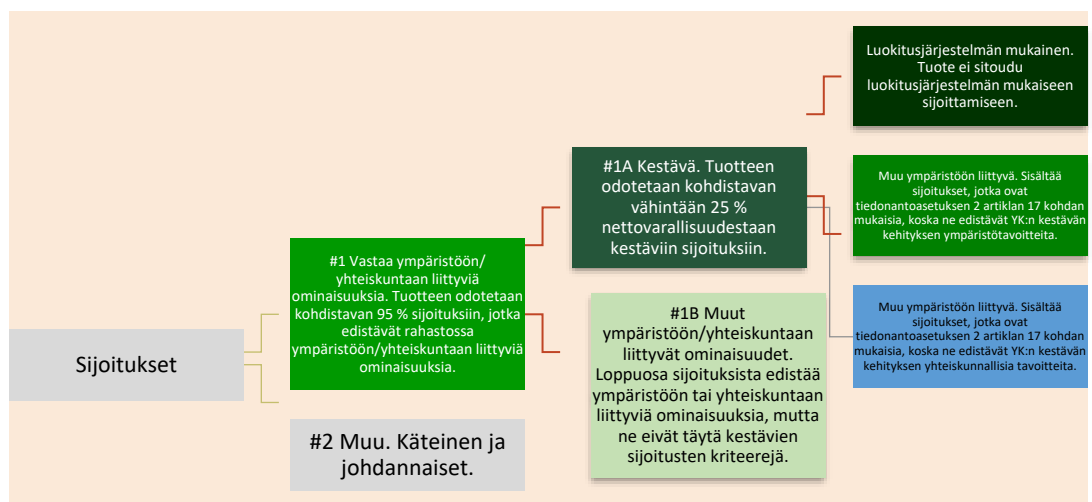 Sijoitukset
#1 Vastaa ympäristöön/
yhteiskuntaan liittyviä
ominaisuuksia. Tuotteen odotetaan
kohdistavan 95 % sijoituksiin, jotka
edistävät rahastossa
ympäristöön/yhteiskuntaan liittyviä
ominaisuuksia.
#2 Muu. Käteinen ja
johdannaiset.
#1A Kestävä. Tuotteen
odotetaan kohdistavan
vähintään 25 %
nettovarallisuudestaan
kestäviin sijoituksiin.
#1B Muut
ympäristöön/yhteiskuntaan
liittyvät ominaisuudet.
Loppuosa sijoituksista edistää
ympäristöön tai yhteiskuntaan
liittyviä ominaisuuksia, mutta
ne eivät täytä kestävien
sijoitusten kriteerejä.
Luokitusjärjestelmän mukainen.
Tuote ei sitoudu
luokitusjärjestelmän mukaiseen
sijoittamiseen.
Muu ympäristöön liittyvä. Sisältää
sijoitukset, jotka ovat
tiedonantoasetuksen 2 artiklan 17 kohdan
mukaisia, koska ne edistävät YK:n kestävän
kehityksen ympäristötavoitteita.
Muu ympäristöön liittyvä. Sisältää
sijoitukset, jotka ovat
tiedonantoasetuksen 2 artiklan 17 kohdan
mukaisia, koska ne edistävät YK:n kestävän
kehityksen yhteiskunnallisia tavoitteita.